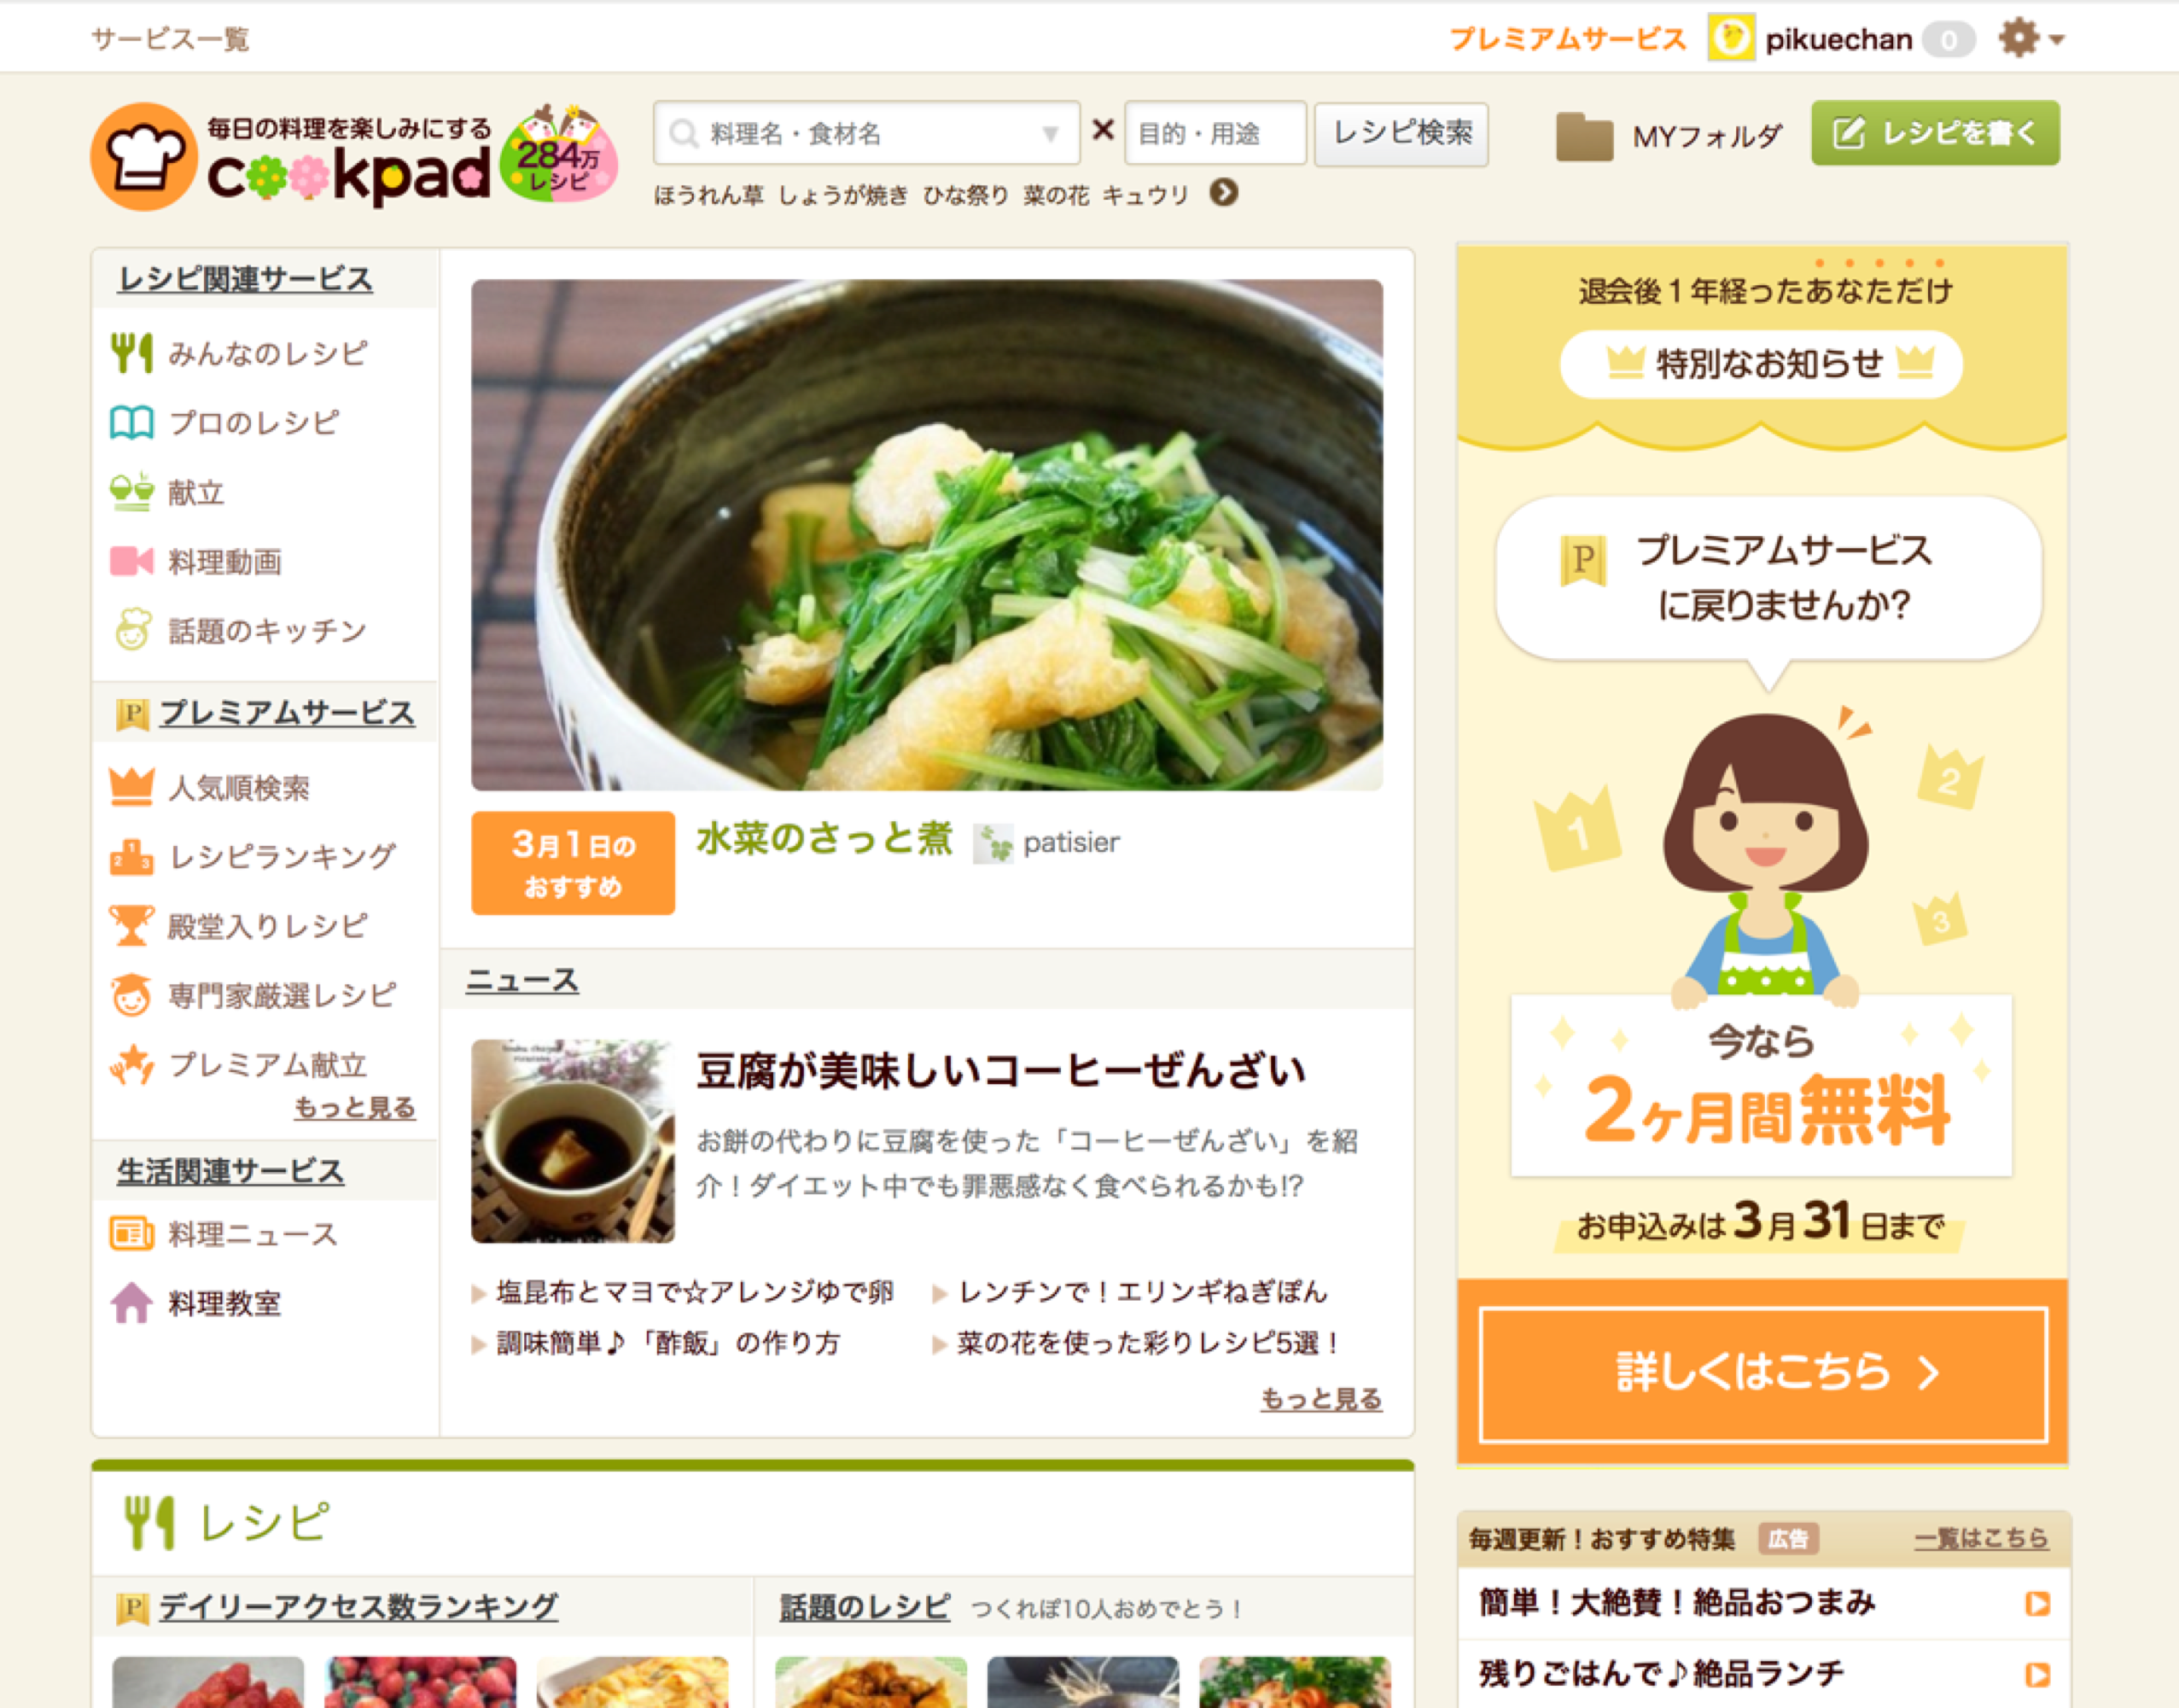 サービス一覧
プレミアムサービス
pikuechan
0
毎日の料理を楽しみにする
cookpad
284万
レシピ
料理名・食材名
×
目的・用途
レシピ検索
ほうれん草 しょうが焼き ひな祭り 菜の花 キュウリ
MYフォルダ
レシピを書く
レシピ関連サービス
みんなのレシピ
プロのレシピ
献立
料理動画
話題のキッチン
P プレミアムサービス
人気順検索
レシピランキング
殿堂入りレシピ
専門家厳選レシピ
プレミアム献立
もっと見る
生活関連サービス
料理ニュース
料理教室
3月1日の
おすすめ
水菜のさっと煮
patisier
ニュース
豆腐が美味しいコーヒーぜんざい
お餅の代わりに豆腐を使った「コーヒーぜんざい」を紹
介！ダイエット中でも罪悪感なく食べられるかも!?
塩昆布とマヨで☆アレンジゆで卵
レンチンで！エリンギねぎぽん
調味簡単♪「酢飯」の作り方
菜の花を使った彩りレシピ5選！
もっと見る
退会後1年経ったあなただけ
特別なお知らせ
P プレミアムサービス
に戻りませんか?
1
2
3
今なら
2ヶ月間無料
お申込みは3月31日まで
詳しくはこちら
レシピ
P デイリーアクセス数ランキング
話題のレシピ つくれぽ10人おめでとう！
毎週更新！おすすめ特集 広告 一覧はこちら
簡単！大絶賛！絶品おつまみ
残りごはんで♪絶品ランチ